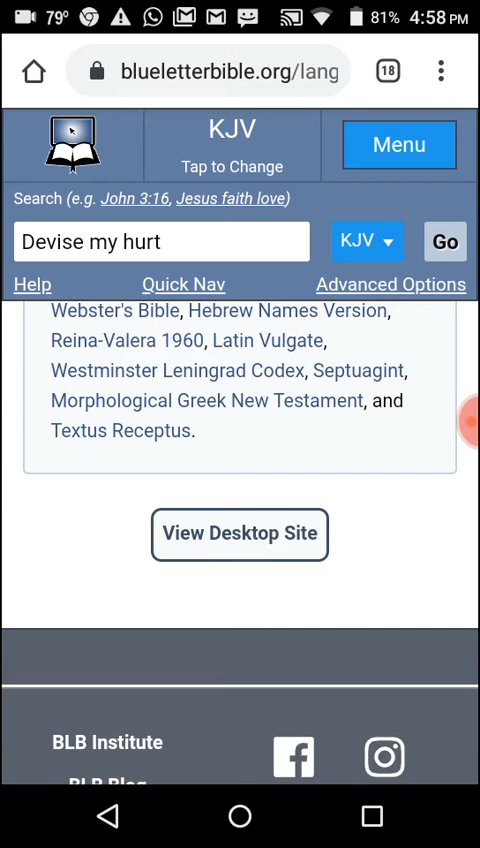 79° 81% 4:58 PM
blueletterbible.org/lang 18
KJV
Tap to Change
Menu
Search (e.g. John 3:16, Jesus faith love)
Devise my hurt KJV Go
Help Quick Nav Advanced Options
Webster's Bible, Hebrew Names Version,
Reina-Valera 1960, Latin Vulgate,
Westminster Leningrad Codex, Septuagint,
Morphological Greek New Testament, and
Textus Receptus.
View Desktop Site
BLB Institute
BLB Blog